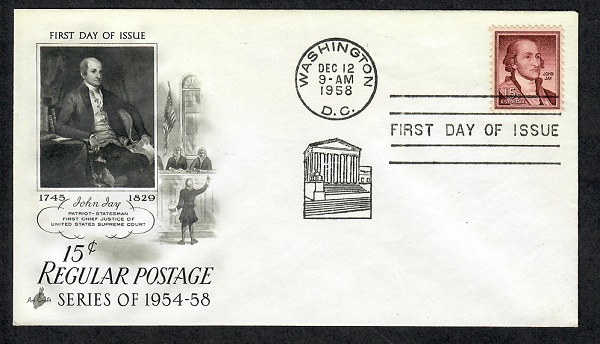 FIRST DAY OF ISSUE
1745 1829
John Jay
PATRIOT-STATESMAN
FIRST CHIEF JUSTICE OF
UNITED STATES SUPREME COURT
15¢
REGULAR POSTAGE
SERIES OF 1954-58
WASHINGTON
DEC 12
9-AM
1958
D.C.
JOHN
JAY
15¢
FIRST DAY OF ISSUE